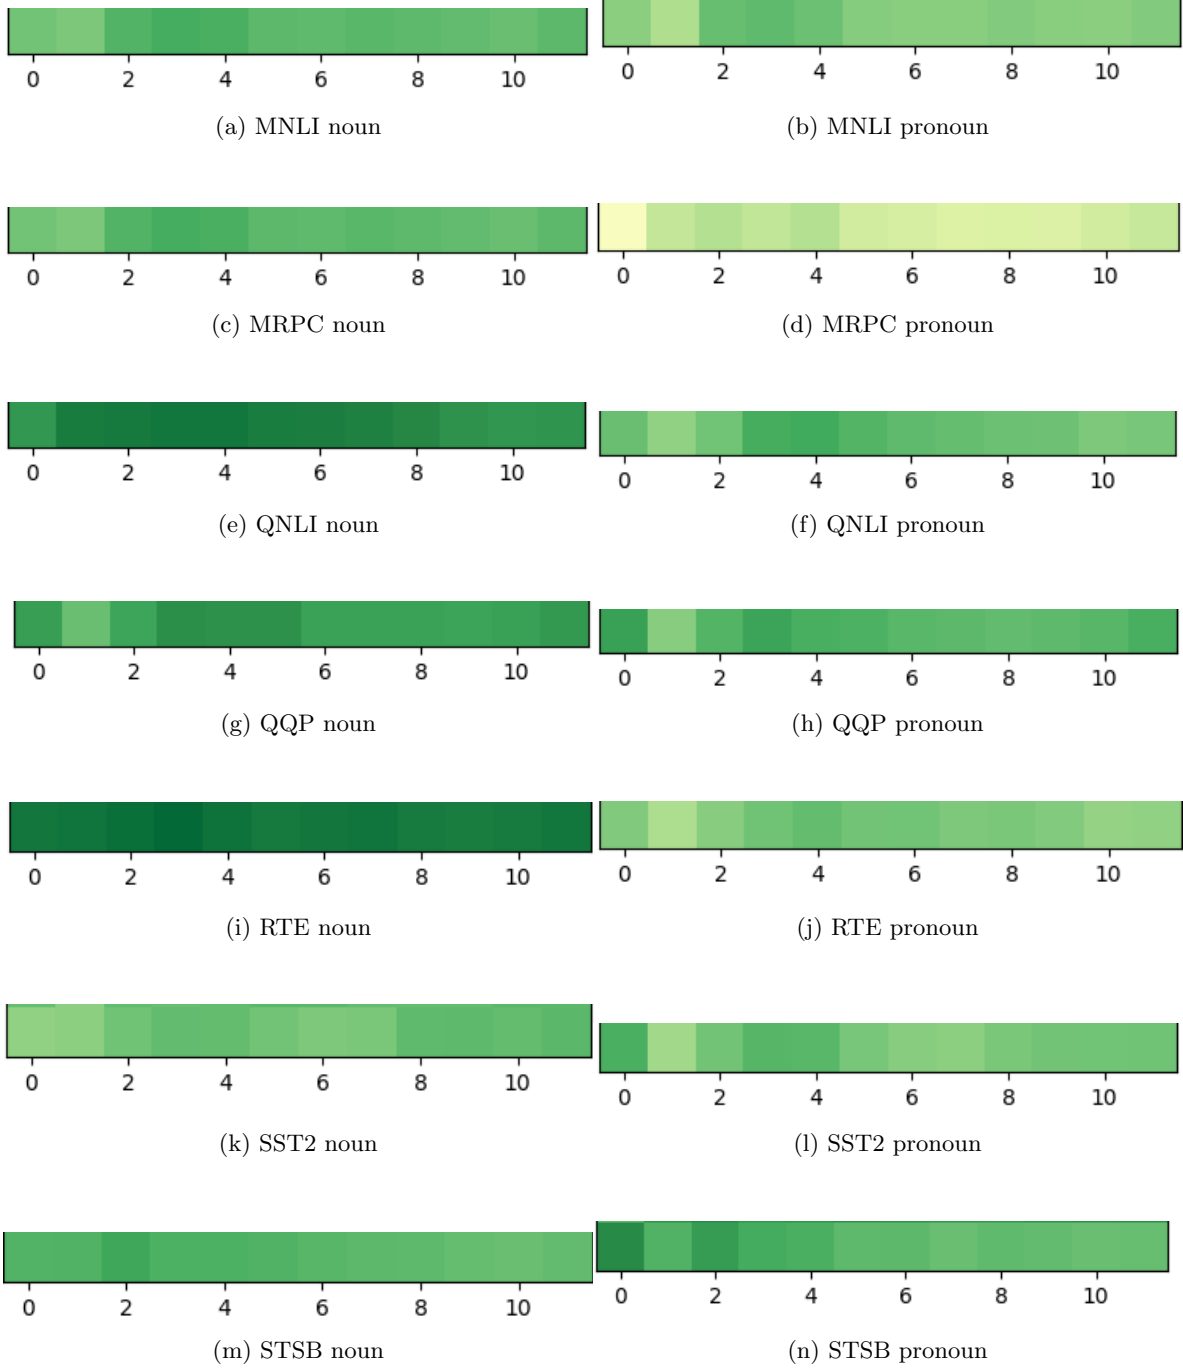 0 2 4 6 8 10
0 2 4 6 8 10
(a) MNLI noun
(b) MNLI pronoun
0 2 4 6 8 10
0 2 4 6 8 10
(c) MRPC noun
(d) MRPC pronoun
0 2 4 6 8 10
0 2 4 6 8 10
(e) QNLI noun
(f) QNLI pronoun
0 2 4 6 8 10
0 2 4 6 8 10
(g) QQP noun
(h) QQP pronoun
0 2 4 6 8 10
0 2 4 6 8 10
(i) RTE noun
(j) RTE pronoun
0 2 4 6 8 10
0 2 4 6 8 10
(k) SST2 noun
(l) SST2 pronoun
0 2 4 6 8 10
0 2 4 6 8 10
(m) STSB noun
(n) STSB pronoun